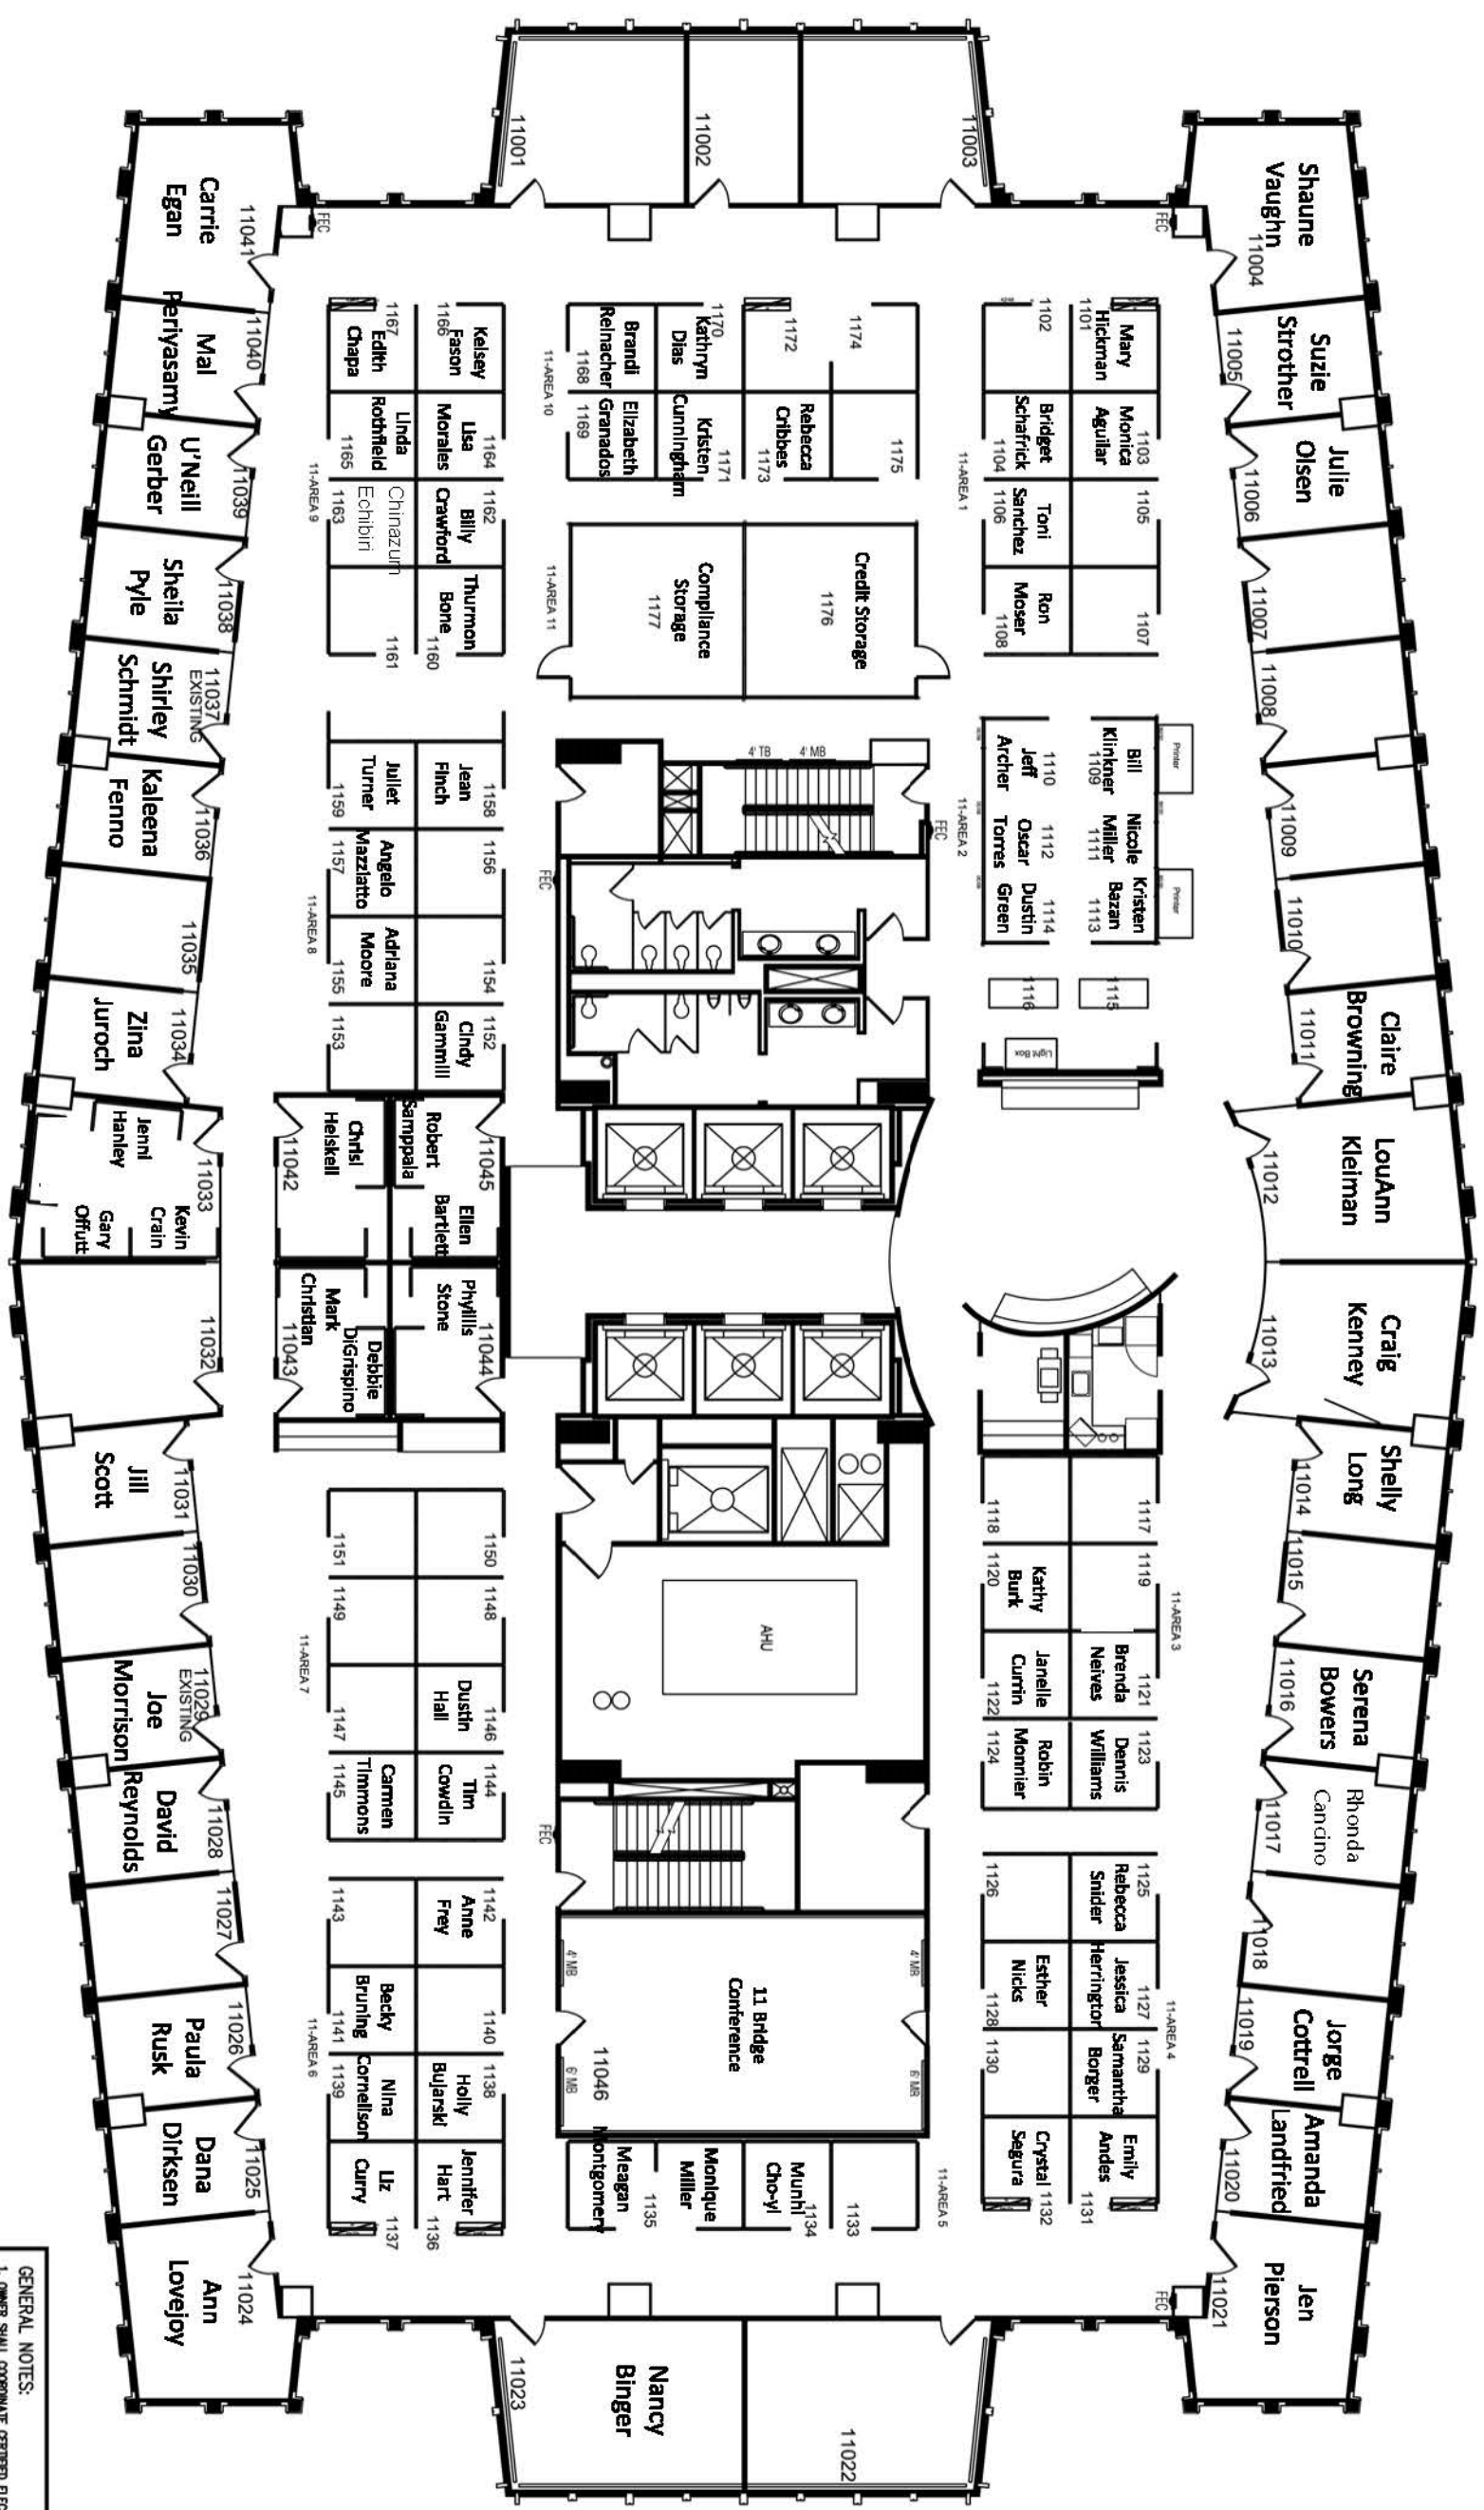 Shaune
Vaughn
11004
Suzie
Strother
11005
Julie
Olsen
11006
11007
11008
11009
11010
Claire
Browning
11011
LouAnn
Kleiman
11012
Craig
Kenney
11013
Shelly
Long
11014
11015
Serena
Bowers
11016
Rhonda
Cancino
11017
11018
Jorge
Cottrell
11019
Amanda
Landfried
11020
Jen
Pierson
11021
11003
11002
11001
FEC
FEC
Mary
Hickman
1101
1102
Monica
Aguilar
1103
Bridget
Schafrick
1104
1105
Toni
Sanchez
1106
1107
Ron
Moser
1108
11-AREA 1
Printer
Printer
Bill
Klinkner
1109
Nicole
Miller
1111
Kristen
Bazan
1113
1110
Jeff
Archer
1112
Oscar
Torres
1114
Dustin
Green
11-AREA 2
FEC
1115
1116
Light Box
1117
1118
1119
Kathy
Burk
1120
Brenda
Neives
1121
Janelle
Currin
1122
Dennis
Williams
1123
Robin
Monnier
1124
11-AREA 3
Rebecca
Snider
1125
1126
Jessica
Herrington
1127
Esther
Nicks
1128
Samantha
Borger
1129
1130
Emily
Andes
1131
Crystal
Segura
1132
11-AREA 4
FEC
1174
1175
1172
Rebecca
Cribbes
1173
1170
Kathryn
Dias
Kristen
Cunningham
1171
Brandi
Reinacher
1168
Elizabeth
Granados
1169
11-AREA 10
Credit Storage
1176
Compliance
Storage
1177
11-AREA 11
4' TB
4' MB
FEC
AHU
FEC
4' MB
6' MB
11 Bridge
Conference
11046
4' MB
6' MB
11-AREA 5
1133
Munhi
Cho-yi
1134
Monique
Miller
1135
Meagan
Montgomery
11022
Nancy
Binger
11023
Kelsey
Fason
1166
1167
Edith
Chapa
1164
Lisa
Morales
Linda
Rothfield
1165
1162
Billy
Crawford
Chinazum
Echibiri
1163
Thurmon
Bone
1160
1161
11-AREA 9
1158
Jean
Finch
Juliet
Turner
1159
1156
Angelo
Mazziatto
1157
1154
Adriana
Moore
1155
1152
Cindy
Gammill
1153
11-AREA 8
11045
Robert
Samppala
Ellen
Bartlett
Chrisi
Heiskell
11042
Phyllis
Stone
11044
Mark
Christian
Debbie
DiGrispino
11043
1150
1151
1148
1149
1146
Dustin
Hall
1147
1144
Tim
Cowdin
Carmen
Timmons
1145
11-AREA 7
1142
Anne
Frey
1143
1140
Becky
Bruning
1141
1138
Holly
Bujarski
Nina
Cornelison
1139
Jennifer
Hart
1136
Liz
Curry
1137
11-AREA 6
11041
Carrie
Egan
11040
Mal
Periyasamy
11039
U'Neill
Gerber
11038
Sheila
Pyle
11037
EXISTING
Shirley
Schmidt
11036
Kaleena
Fenno
11035
11034
Zina
Juroch
11033
Jenni
Hanley
Kevin
Crain
Gary
Offutt
11032
11031
Jill
Scott
11030
11029
EXISTING
Joe
Morrison
11028
David
Reynolds
11027
11026
Paula
Rusk
11025
Dana
Dirksen
11024
Ann
Lovejoy
GENERAL NOTES:
1. OWNER SHALL COORDINATE CERTIFIED ELEC